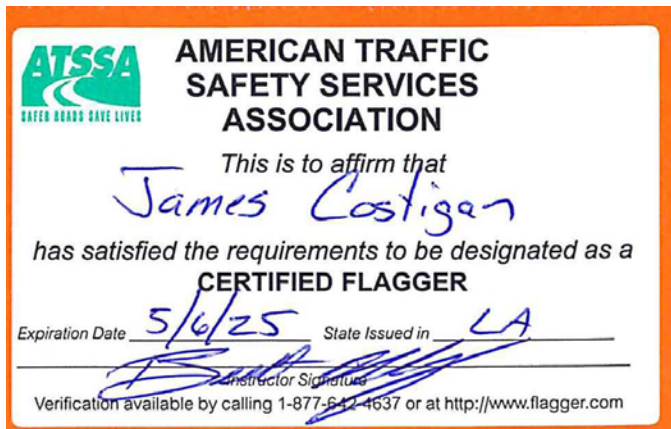 ATSSA
SAFER ROADS SAVE LIVES
AMERICAN TRAFFIC
SAFETY SERVICES
ASSOCIATION
This is to affirm that
James Costigan
has satisfied the requirements to be designated as a
CERTIFIED FLAGGER
Expiration Date 5/6/25 State Issued in LA
Instructor Signature
Verification available by calling 1-877-642-4637 or at http://www.flagger.com